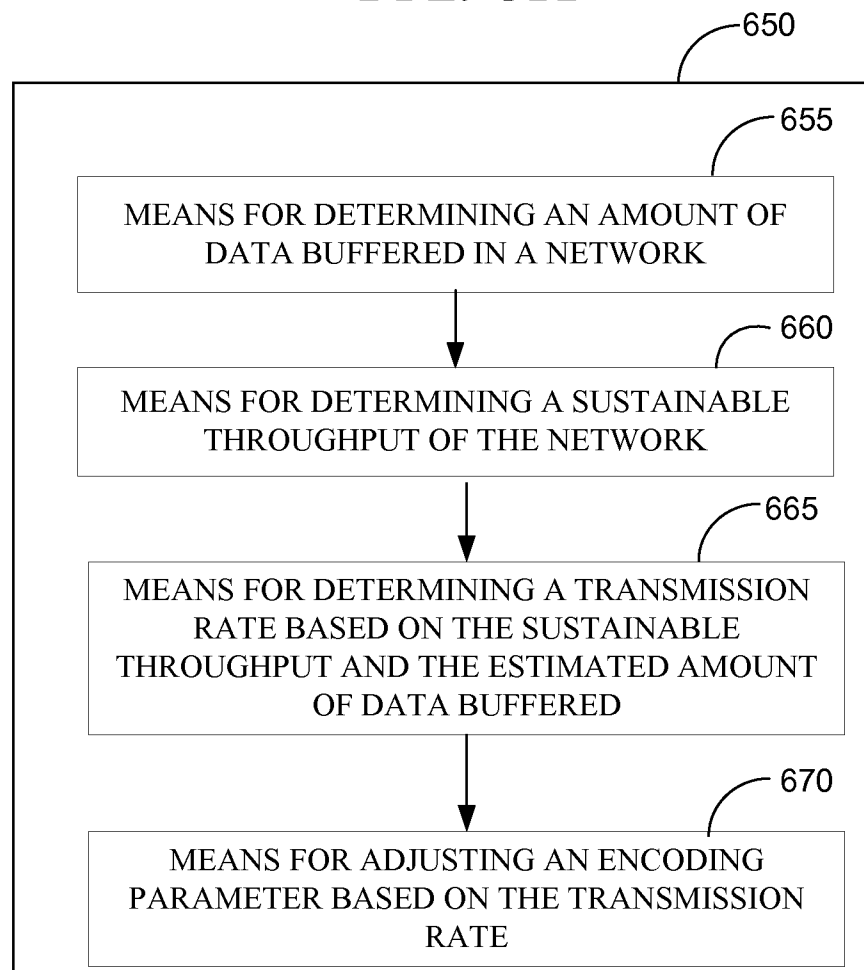 650
655
MEANS FOR DETERMINING AN AMOUNT OF
DATA BUFFERED IN A NETWORK
660
MEANS FOR DETERMINING A SUSTAINABLE
THROUGHPUT OF THE NETWORK
665
MEANS FOR DETERMINING A TRANSMISSION
RATE BASED ON THE SUSTAINABLE
THROUGHPUT AND THE ESTIMATED AMOUNT
OF DATA BUFFERED
670
MEANS FOR ADJUSTING AN ENCODING
PARAMETER BASED ON THE TRANSMISSION
RATE